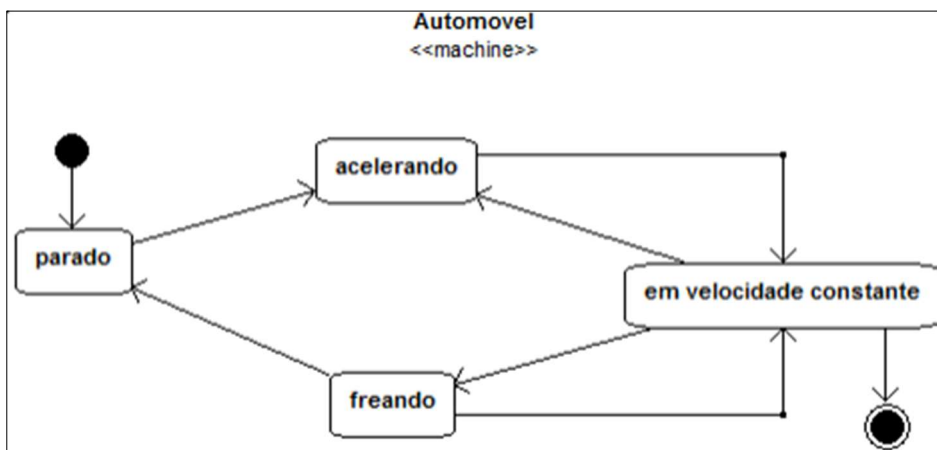 Automovel
<<machine>>
acelerando
parado
em velocidade constante
freando